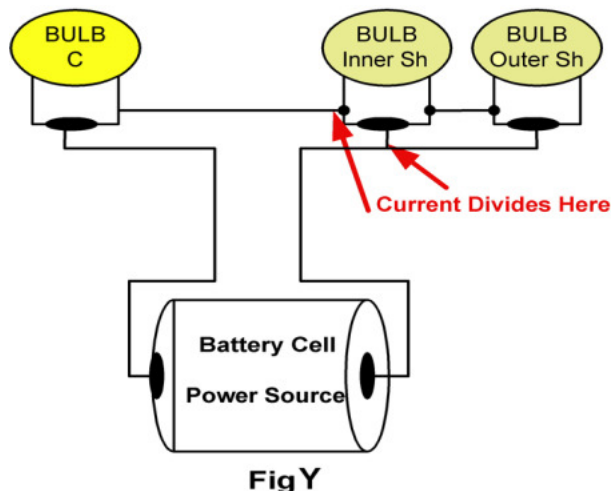 BULB
C
BULB
Inner Sh
BULB
Outer Sh
Current Divides Here
Battery Cell
Power Source
Fig Y